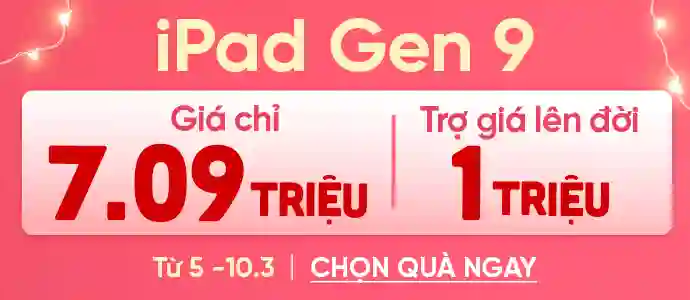 iPad Gen 9
Giá chỉ
7.09 TRIỆU
Trợ giá lên đời
1 TRIỆU
Từ 5 -10.3 | CHỌN QUÀ NGAY